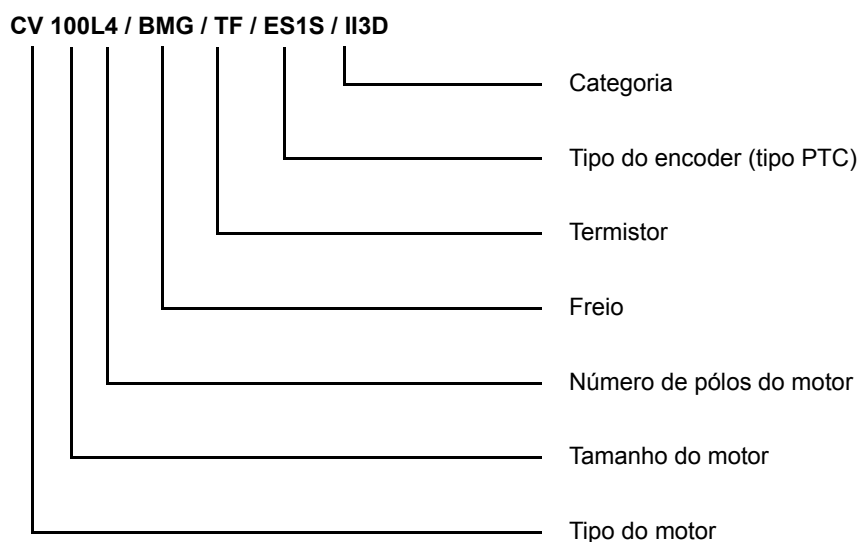 CV 100L4 / BMG / TF / ES1S / II3D
Categoria
Tipo do encoder (tipo PTC)
Termistor
Freio
Número de pólos do motor
Tamanho do motor
Tipo do motor